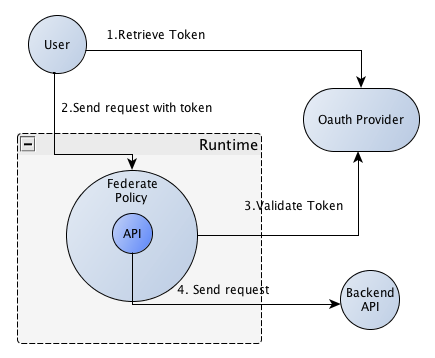 1.Retrieve Token
User
Oauth Provider
2.Send request with token
Runtime
Federate
Policy
API
3.Validate Token
4. Send request
Backend
API